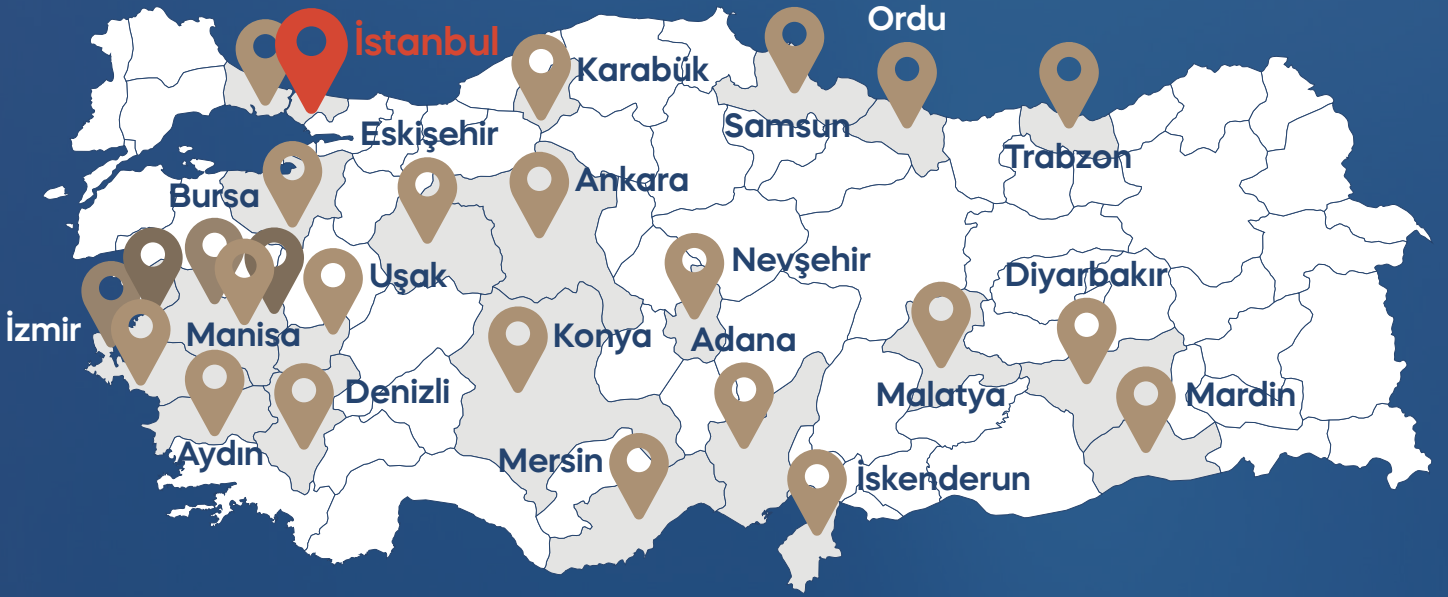 Ordu
İstanbul
Karabük
Samsun
Eskişehir
Trabzon
Ankara
Bursa
Nevşehir
Uşak
Diyarbakır
İzmir
Manisa
Konya
Adana
Denizli
Malatya
Mardin
Aydın
Mersin
İskenderun